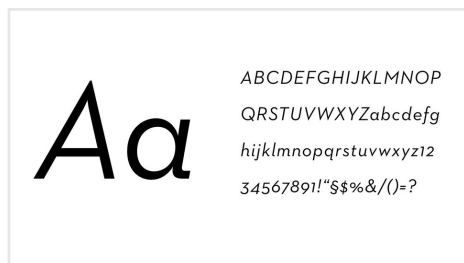 Aa
ABCDEFGHIJKLMNOP
QRSTUVWXYZabcdefg
hijklmnopqrstuvwxyz12
34567891!“§$%&/()=?